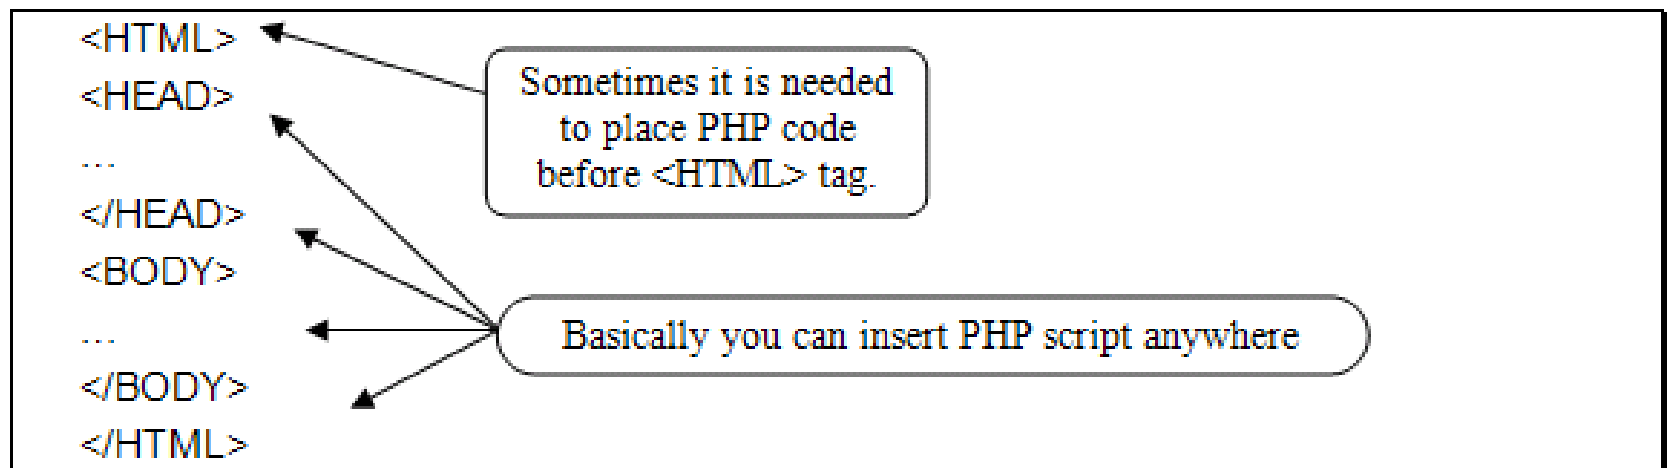 <HTML>
<HEAD>
...
</HEAD>
<BODY>
...
</BODY>
</HTML>
Sometimes it is needed
to place PHP code
before <HTML> tag.
Basically you can insert PHP script anywhere